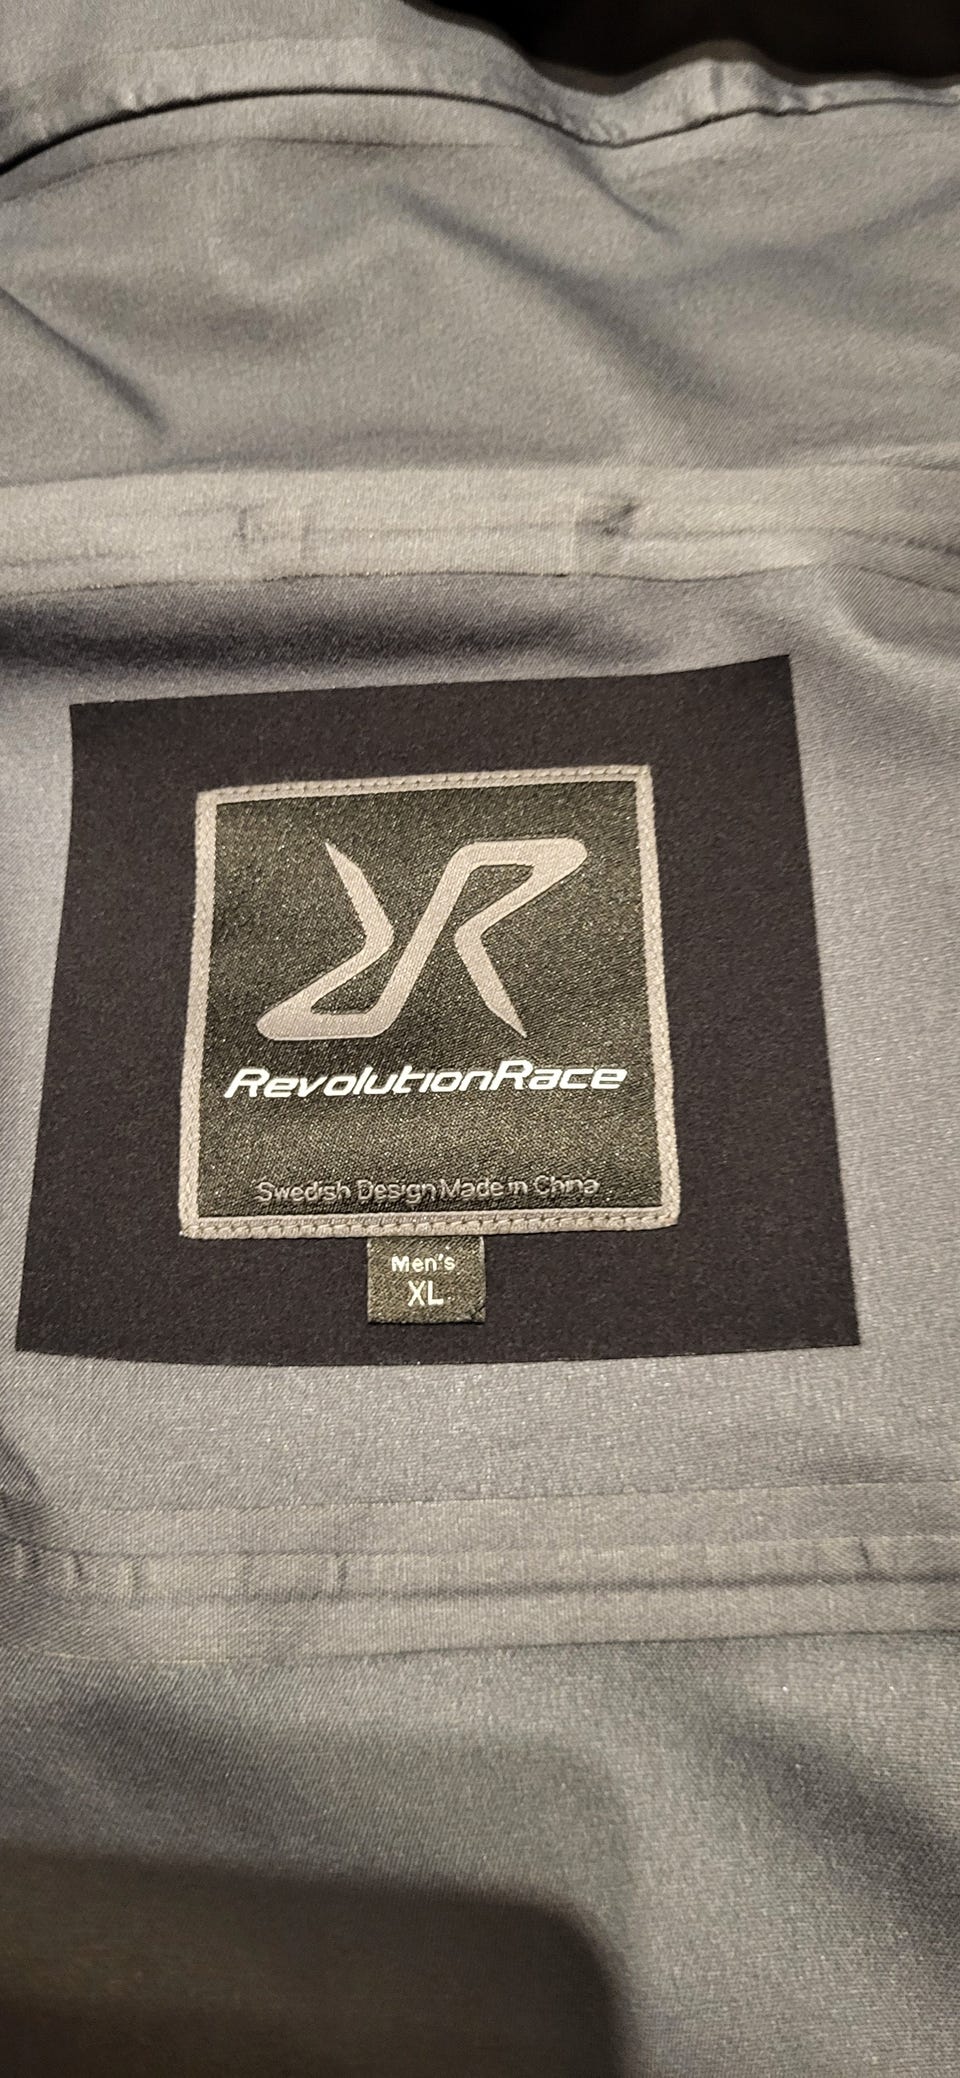 RevolutionRace
Swedish Design Made in China
Men's
XL